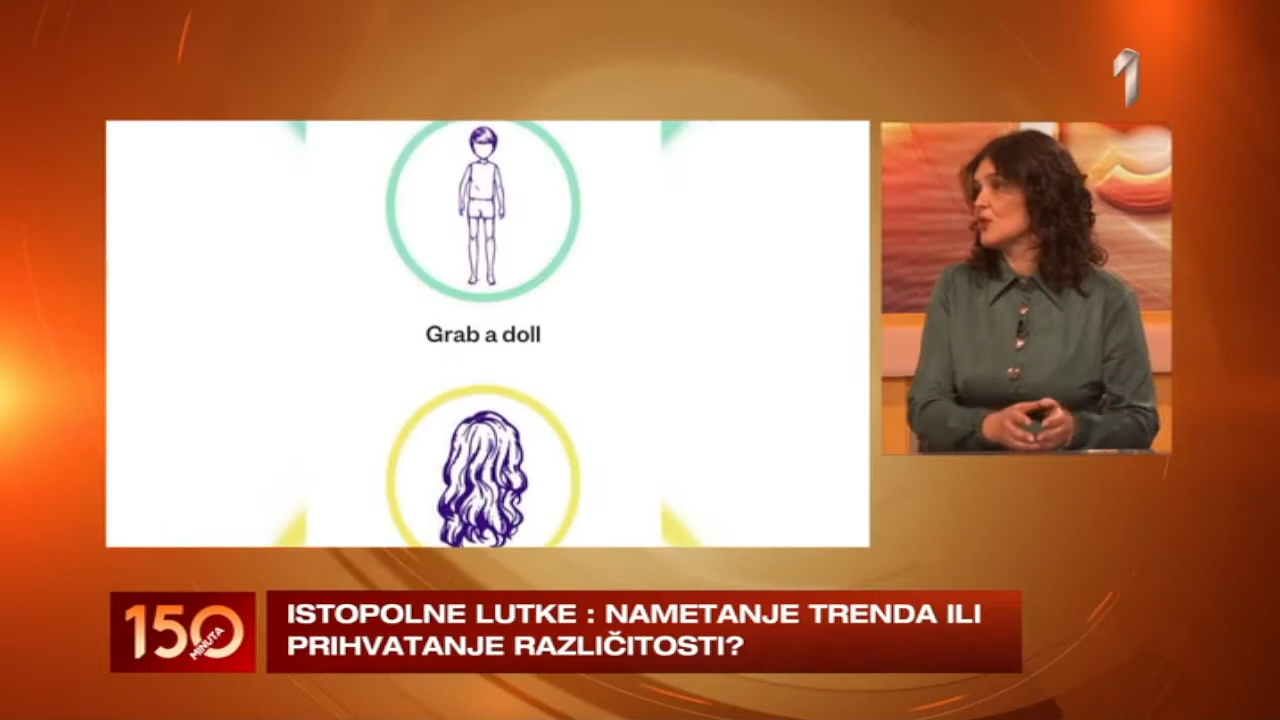 1
Grab a doll
150
MINUTA
ISTOPOLNE LUTKE : NAMETANJE TRENDA ILI
PRIHVATANJE RAZLIČITOSTI?